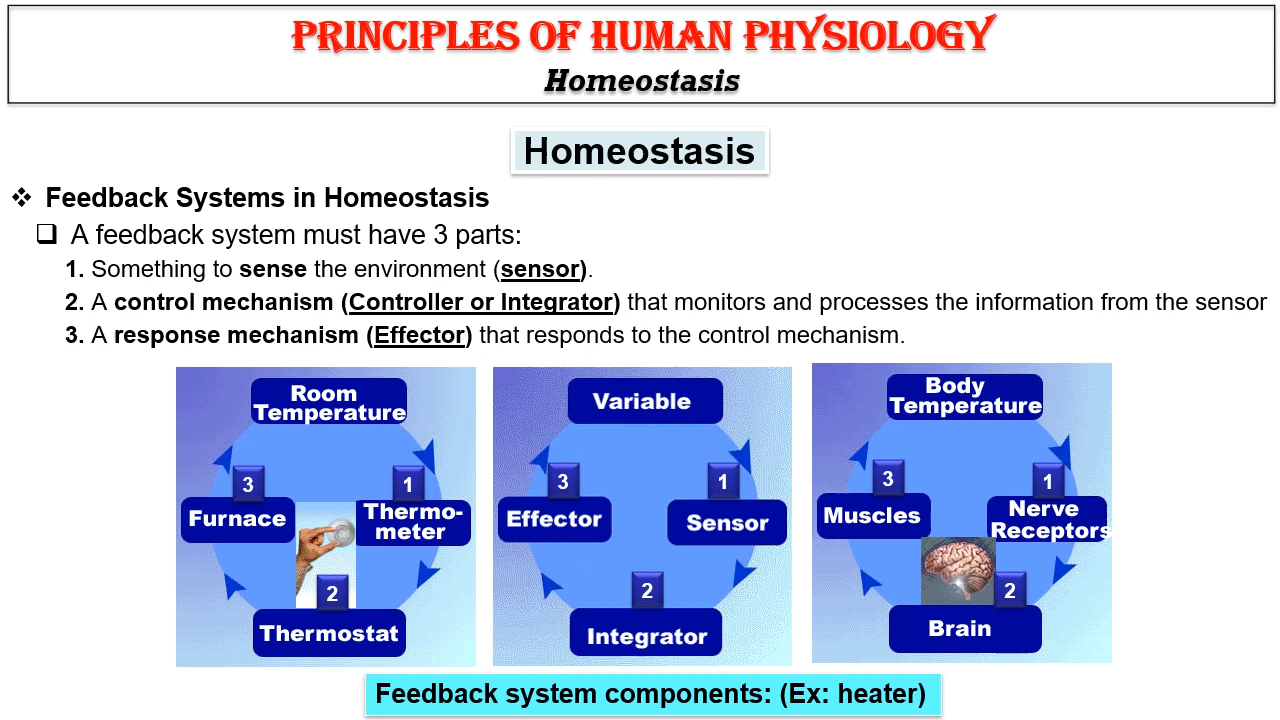 PRINCIPLES OF HUMAN PHYSIOLOGY
Homeostasis
Homeostasis
❖ Feedback Systems in Homeostasis
❑ A feedback system must have 3 parts:
1. Something to sense the environment (sensor).
2. A control mechanism (Controller or Integrator) that monitors and processes the information from the sensor
3. A response mechanism (Effector) that responds to the control mechanism.
Room
Temperature
3
1
Furnace
Thermo-
meter
2
Thermostat
Variable
3
1
Effector
Sensor
2
Integrator
Body
Temperature
3
1
Muscles
Nerve
Receptors
2
Brain
Feedback system components: (Ex: heater)